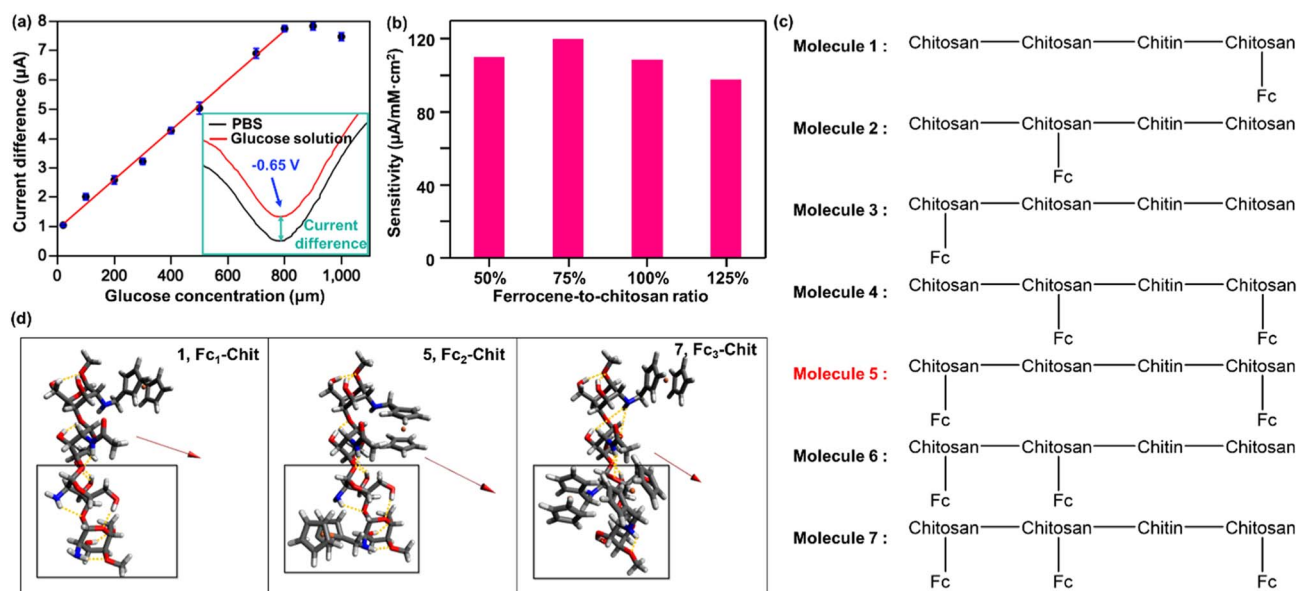 (a)
8
7
6
5
4
3
2
1
0
Current difference (µA)
PBS
Glucose solution
-0.65 V
Current
difference
0 200 400 600 800 1,000
Glucose concentration (µm)
(b)
120
80
40
0
Sensitivity (µA/mM·cm²)
50% 75% 100% 125%
Ferrocene-to-chitosan ratio
(c)
Molecule 1 : Chitosan Chitosan Chitin Chitosan
Fc
Molecule 2 : Chitosan Chitosan Chitin Chitosan
Fc
Molecule 3 : Chitosan Chitosan Chitin Chitosan
Fc
Molecule 4 : Chitosan Chitosan Chitin Chitosan
Fc Fc
Molecule 5 : Chitosan Chitosan Chitin Chitosan
Fc Fc
Molecule 6 : Chitosan Chitosan Chitin Chitosan
Fc Fc
Molecule 7 : Chitosan Chitosan Chitin Chitosan
Fc Fc Fc
(d)
1, Fc₁-Chit
5, Fc₂-Chit
7, Fc₃-Chit